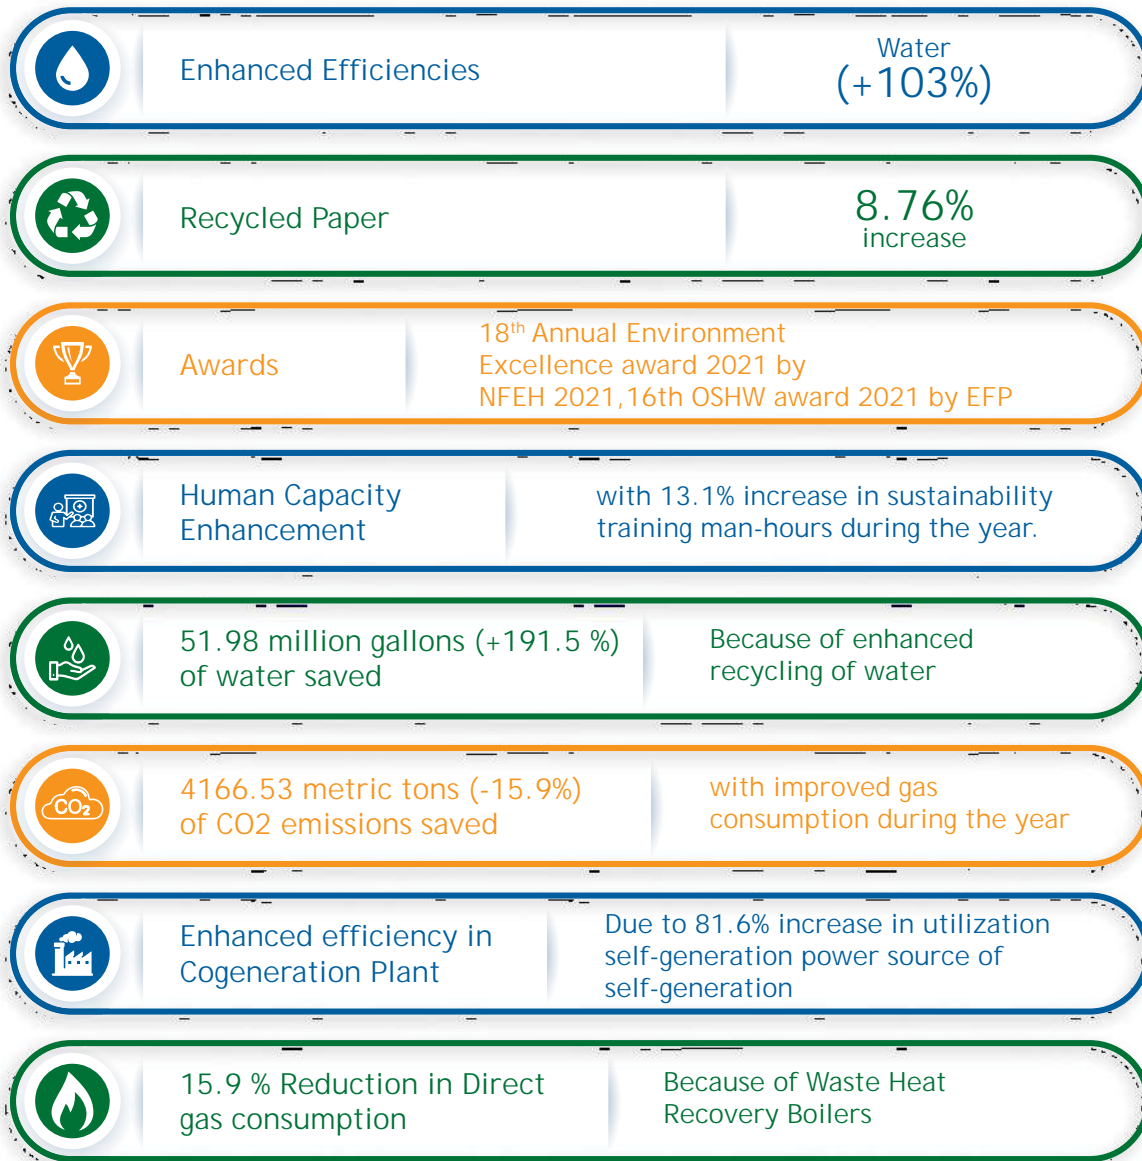 Enhanced Efficiencies
Water
(+103%)
Recycled Paper
8.76%
increase
Awards
18th Annual Environment
Excellence award 2021 by
NFEH 2021,16th OSHW award 2021 by EFP
Human Capacity
Enhancement
with 13.1% increase in sustainability
training man-hours during the year.
51.98 million gallons (+191.5 %)
of water saved
Because of enhanced
recycling of water
CO2
4166.53 metric tons (-15.9%)
of CO2 emissions saved
with improved gas
consumption during the year
Enhanced efficiency in
Cogeneration Plant
Due to 81.6% increase in utilization
self-generation power source of
self-generation
15.9 % Reduction in Direct
gas consumption
Because of Waste Heat
Recovery Boilers